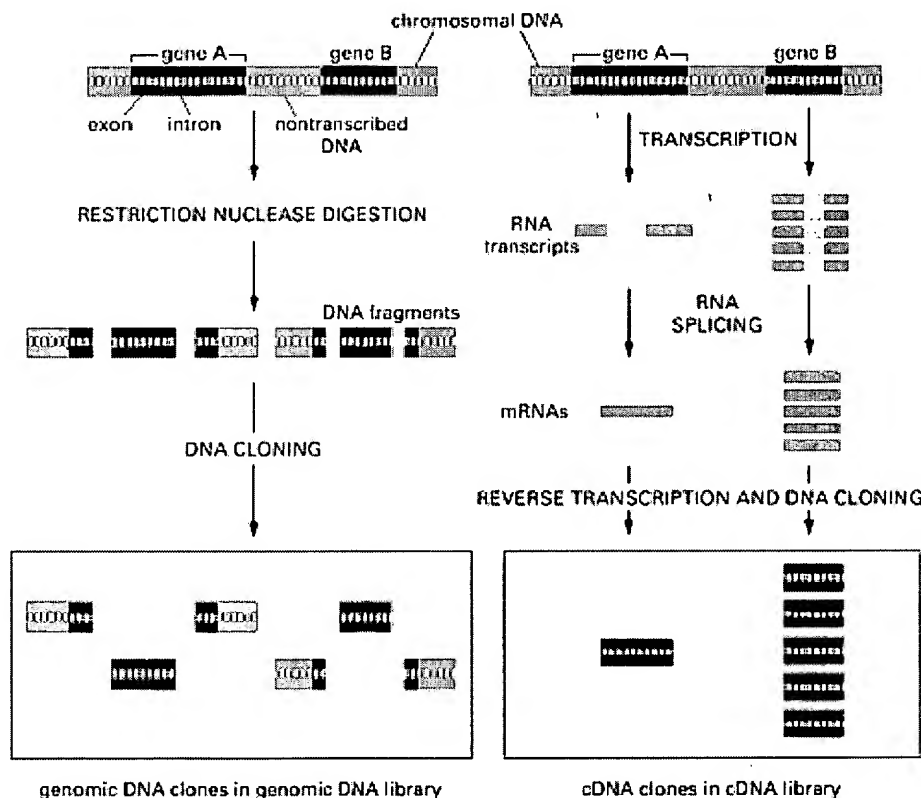 chromosomal DNA
gene A
gene B
exon
intron
nontranscribed
DNA
RESTRICTION NUCLEASE DIGESTION
DNA fragments
DNA CLONING
genomic DNA clones in genomic DNA library
gene A
gene B
TRANSCRIPTION
RNA
transcripts
RNA
SPLICING
mRNAs
REVERSE TRANSCRIPTION AND DNA CLONING
cDNA clones in cDNA library